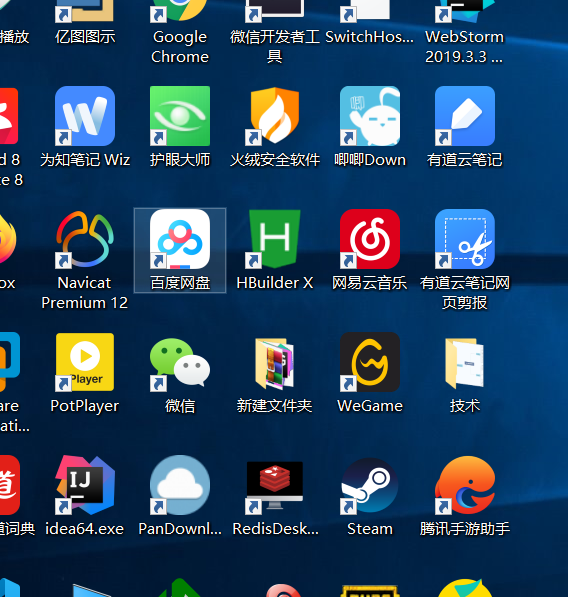 播放
亿图图示
Google
Chrome
微信开发者工
具
SwitchHos...
WebStorm
2019.3.3 ...
d 8
te 8
为知笔记 Wiz
护眼大师
火绒安全软件
唧唧Down
有道云笔记
ox
Navicat
Premium 12
百度网盘
HBuilder X
网易云音乐
有道云笔记网
页剪报
are
ati...
Player
PotPlayer
微信
新建文件夹
WeGame
技术
道
道词典
IJ
idea64.exe
PanDownl...
RedisDesk...
Steam
腾讯手游助手